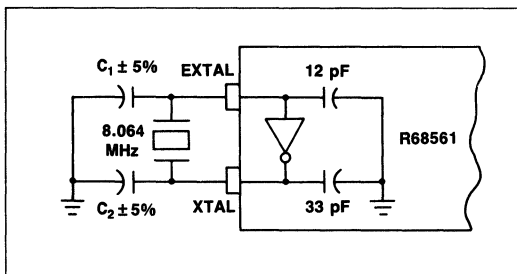 C₁ ± 5%
EXTAL
12 pF
8.064
MHz
R68561
C₂ ± 5%
XTAL
33 pF